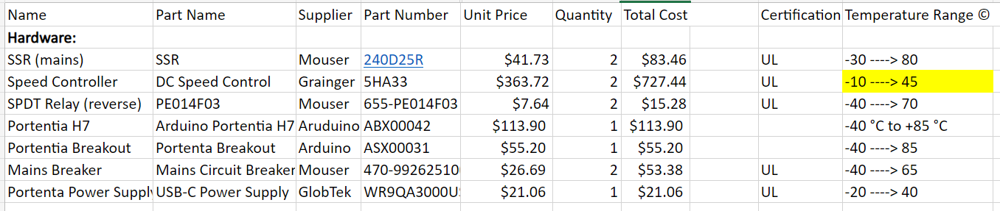 Name Part Name Supplier Part Number Unit Price Quantity Total Cost Certification Temperature Range ©
Hardware:
SSR (mains) SSR Mouser 240D25R $41.73 2 $83.46 UL -30 ----> 80
Speed Controller DC Speed Control Grainger 5HA33 $363.72 2 $727.44 UL -10 ----> 45
SPDT Relay (reverse) PE014F03 Mouser 655-PE014F03 $7.64 2 $15.28 UL -40 ----> 70
Portentia H7 Arduino Portentia H7 Aruduino ABX00042 $113.90 1 $113.90 -40 °C to +85 °C
Portentia Breakout Portenta Breakout Arduino ASX00031 $55.20 1 $55.20 -40 ----> 85
Mains Breaker Mains Circuit Breaker Mouser 470-99262510 $26.69 2 $53.38 UL -40 ----> 65
Portenta Power Suppl USB-C Power Supply GlobTek WR9QA3000U $21.06 1 $21.06 UL -20 ----> 40